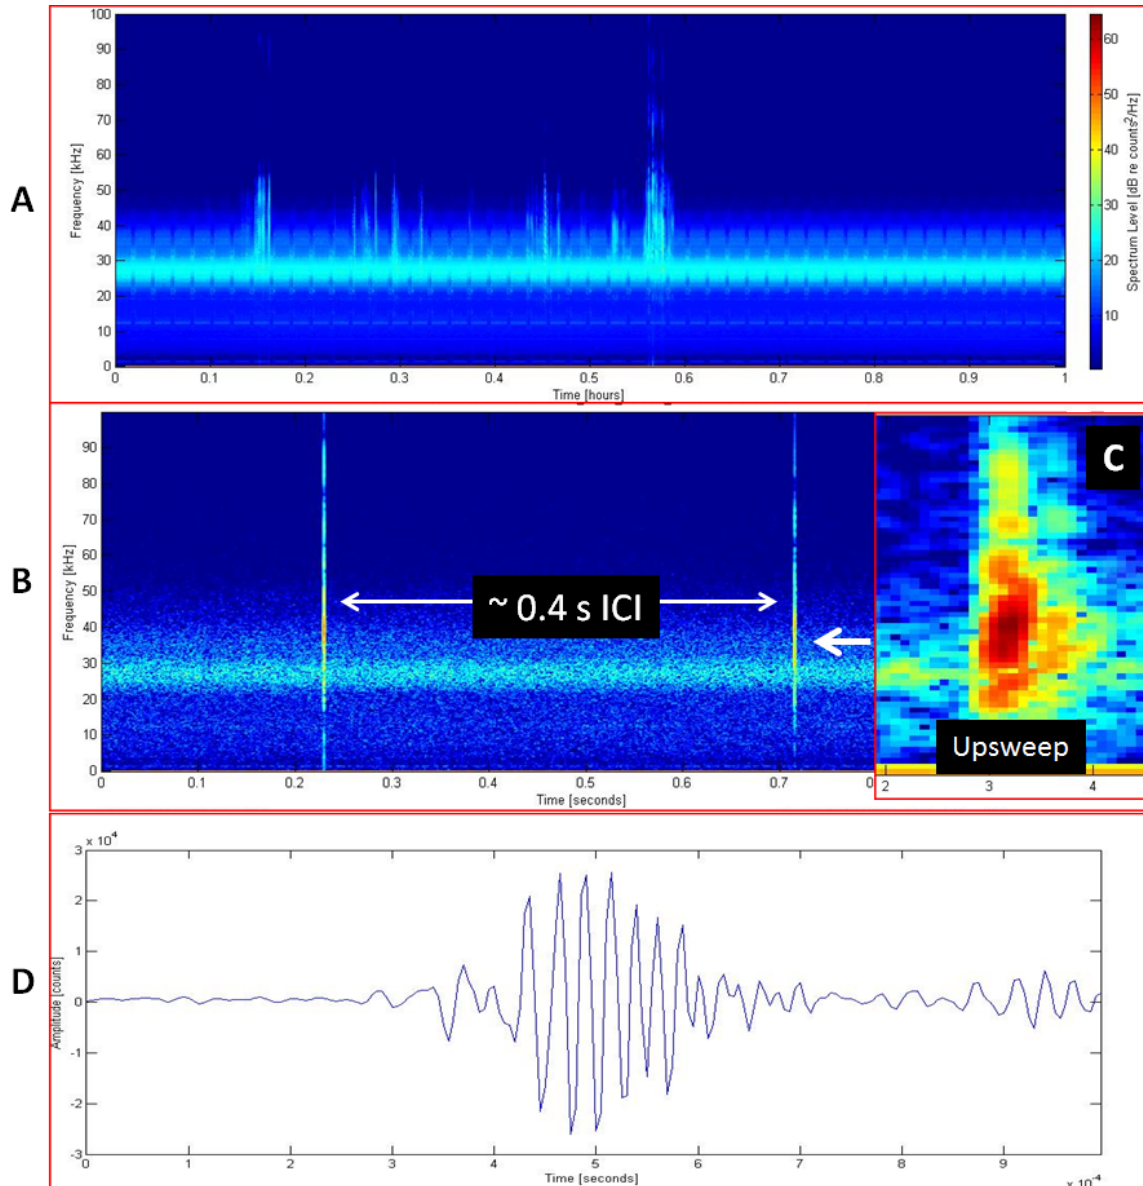 A
100
90
80
70
60
50
40
30
20
10
0
Frequency [kHz]
0 0.1 0.2 0.3 0.4 0.5 0.6 0.7 0.8 0.9 1
Time [hours]
60
50
40
30
20
10
Spectrum Level [dB re counts²/Hz]
B
90
80
70
60
50
40
30
20
10
0
Frequency [kHz]
~ 0.4 s ICI
0 0.1 0.2 0.3 0.4 0.5 0.6 0.7 0.8
Time [seconds]
C
Upsweep
2 3 4
D
x 10⁴
3
2
1
0
-1
-2
-3
Amplitude [counts]
0 1 2 3 4 5 6 7 8 9
Time [seconds]
x 10⁻⁴